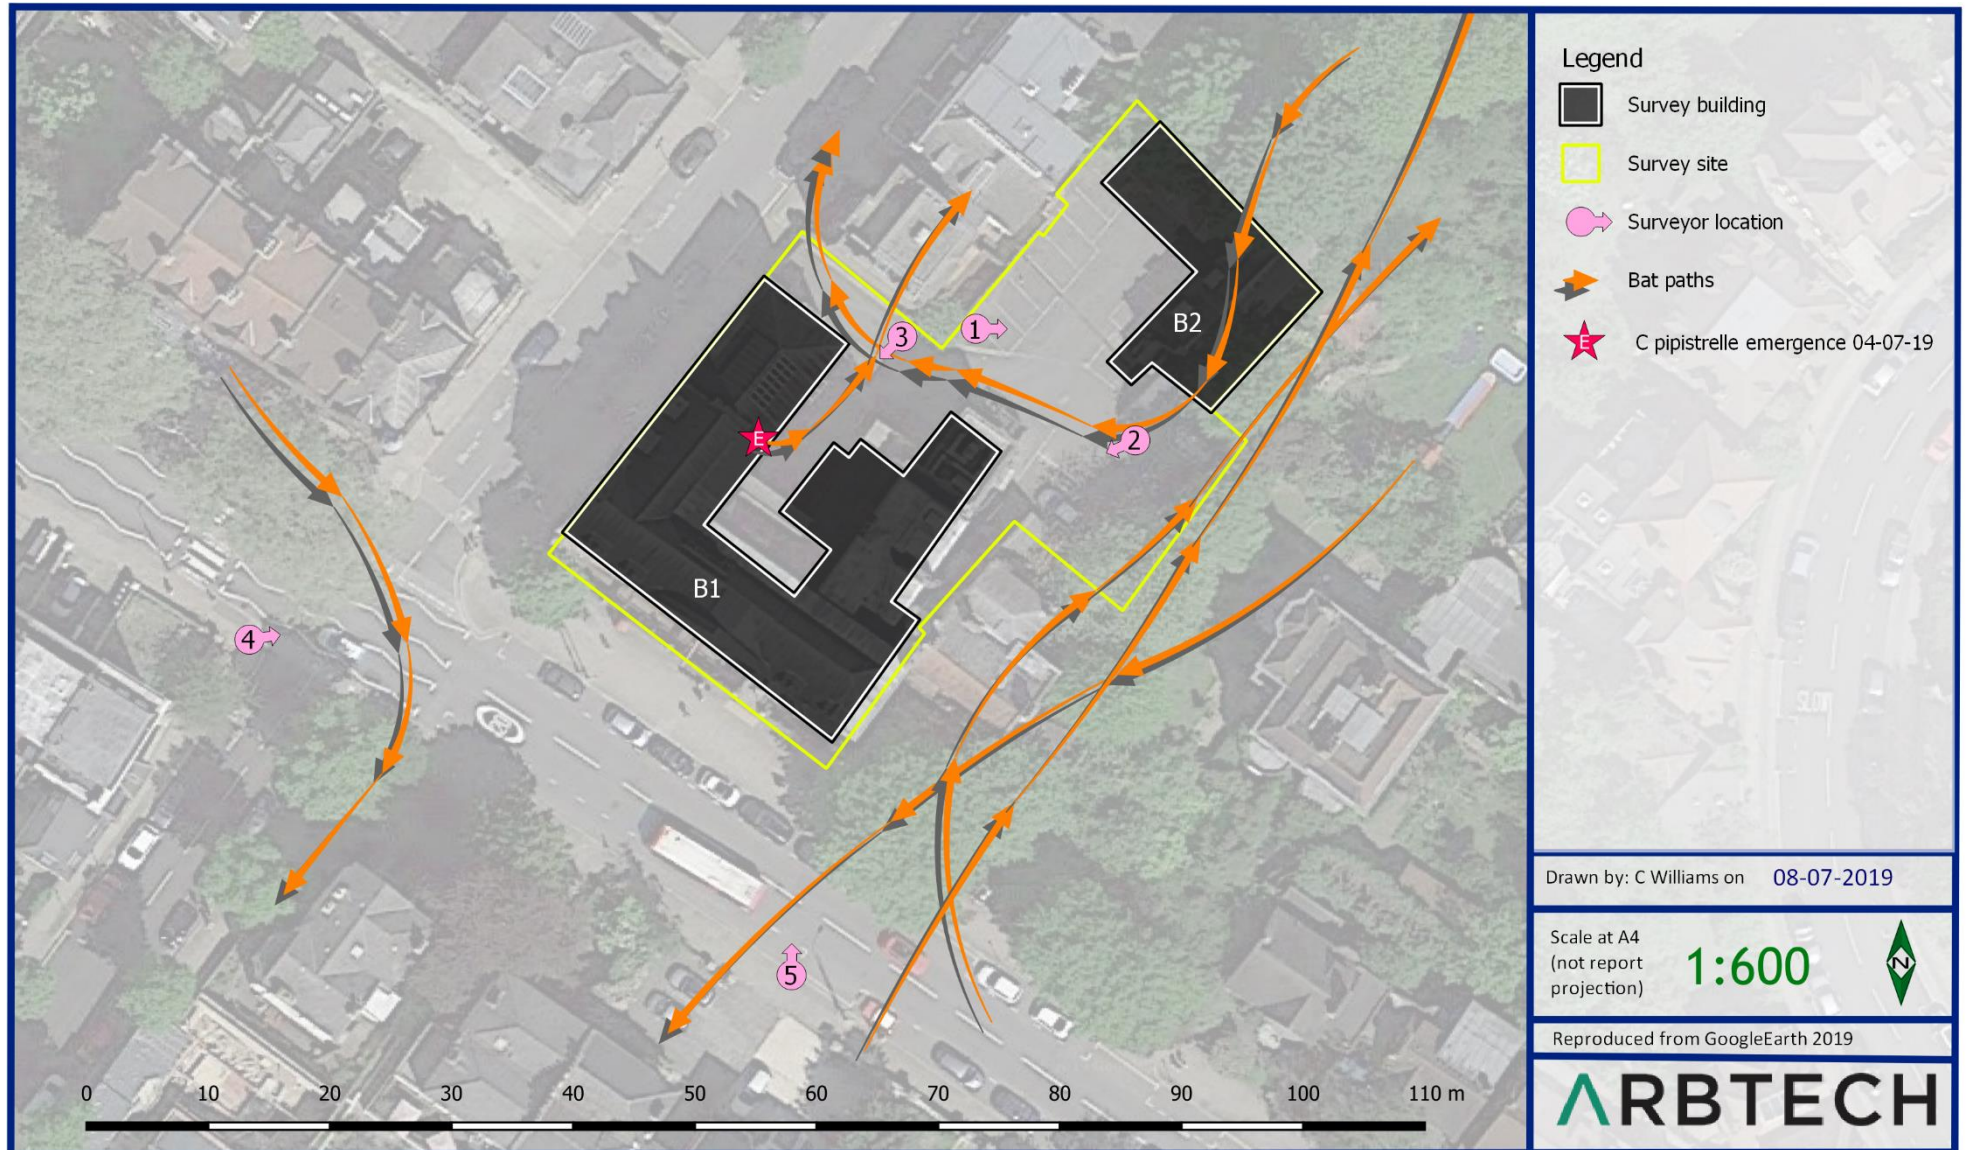 Legend
Survey building
Survey site
Surveyor location
Bat paths
E
C pipistrelle emergence 04-07-19
B1
B2
E
1
2
3
4
5
0 10 20 30 40 50 60 70 80 90 100 110 m
Drawn by: C Williams on 08-07-2019
Scale at A4
(not report
projection)
1:600
N
Reproduced from GoogleEarth 2019
ARBTECH